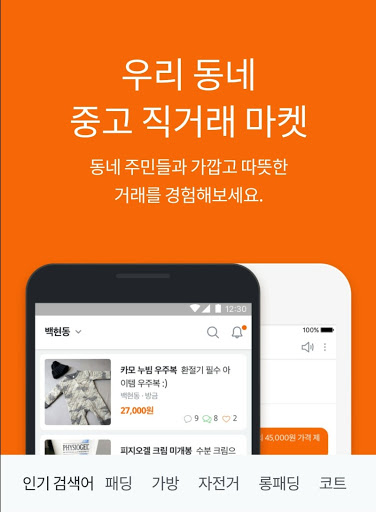 우리 동네
중고 직거래 마켓
동네 주민들과 가깝고 따뜻한
거래를 경험해보세요.
12:30
백현동
100%
카모 누빔 우주복 환절기 필수 아
이템 우주복 :)
백현동 · 방금
27,000원
9 8 2
45,000원 가격 제
PHYSIOGEL
피지오겔 크림 미개봉 수분 크림으
인기 검색어 패딩 가방 자전거 롱패딩 코트